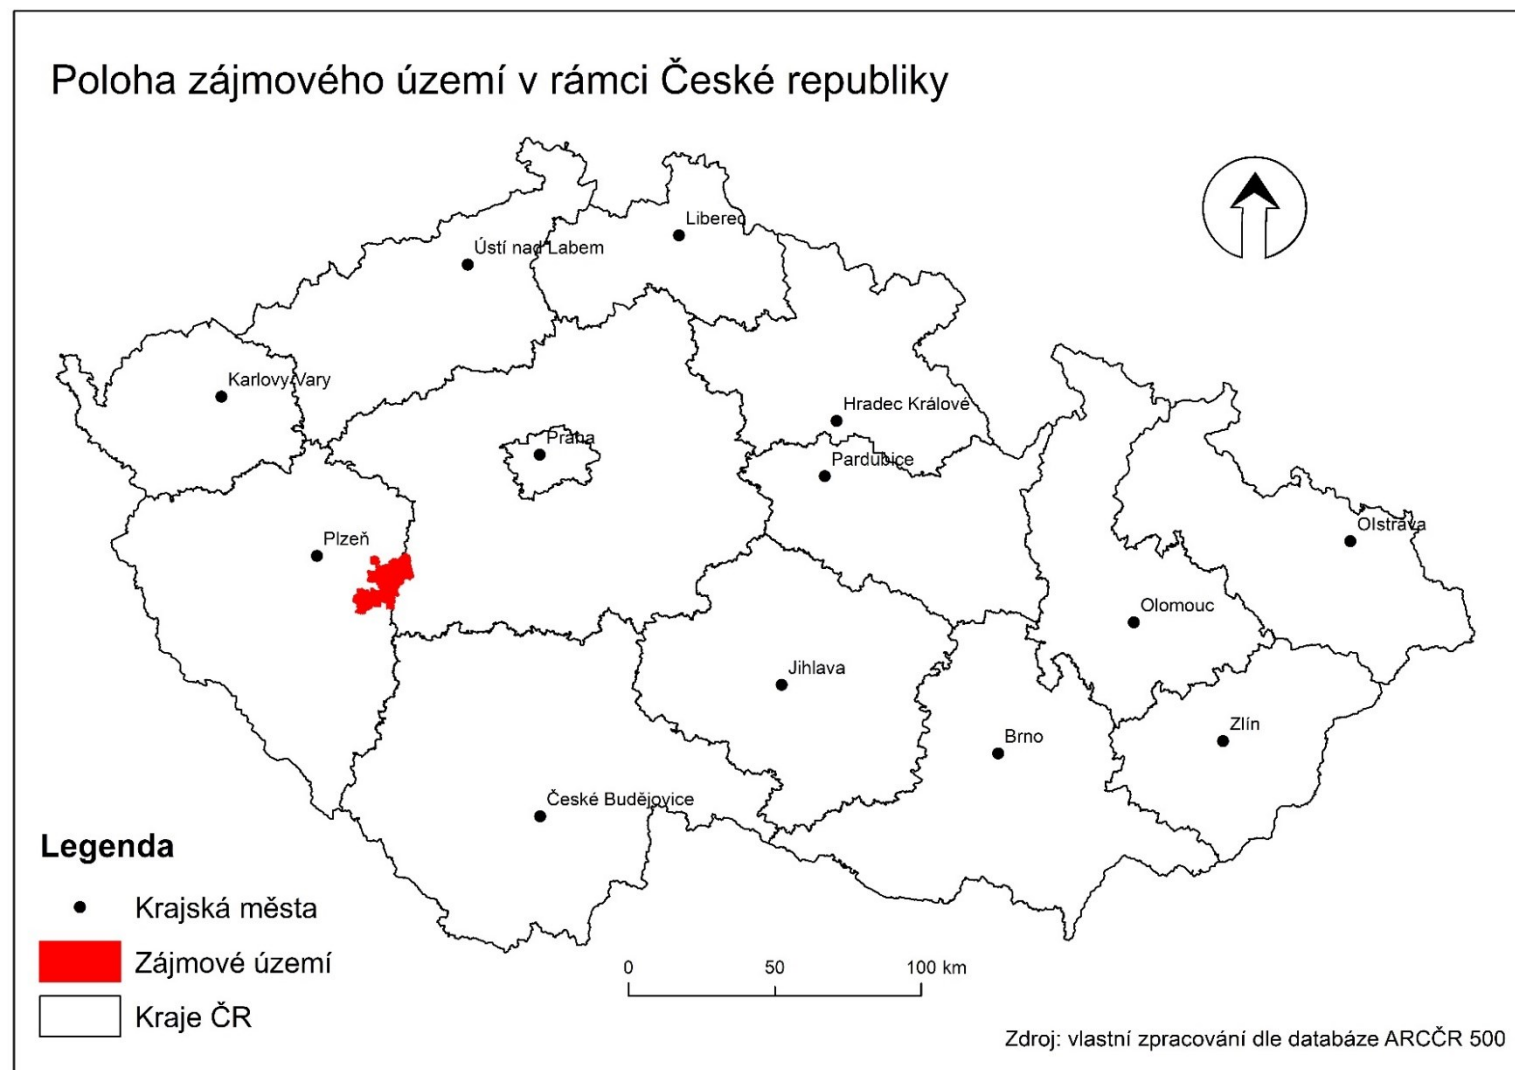 Poloha zájmového území v rámci České republiky
Liberec
Ústí nad Labem
Karlovy Vary
Hradec Králové
Praha
Pardubice
Plzeň
Olstrava
Olomouc
Jihlava
Zlín
Brno
České Budějovice
Legenda
Krajská města
Zájmové území
Kraje ČR
0 50 100 km
Zdroj: vlastní zpracování dle databáze ARCČR 500